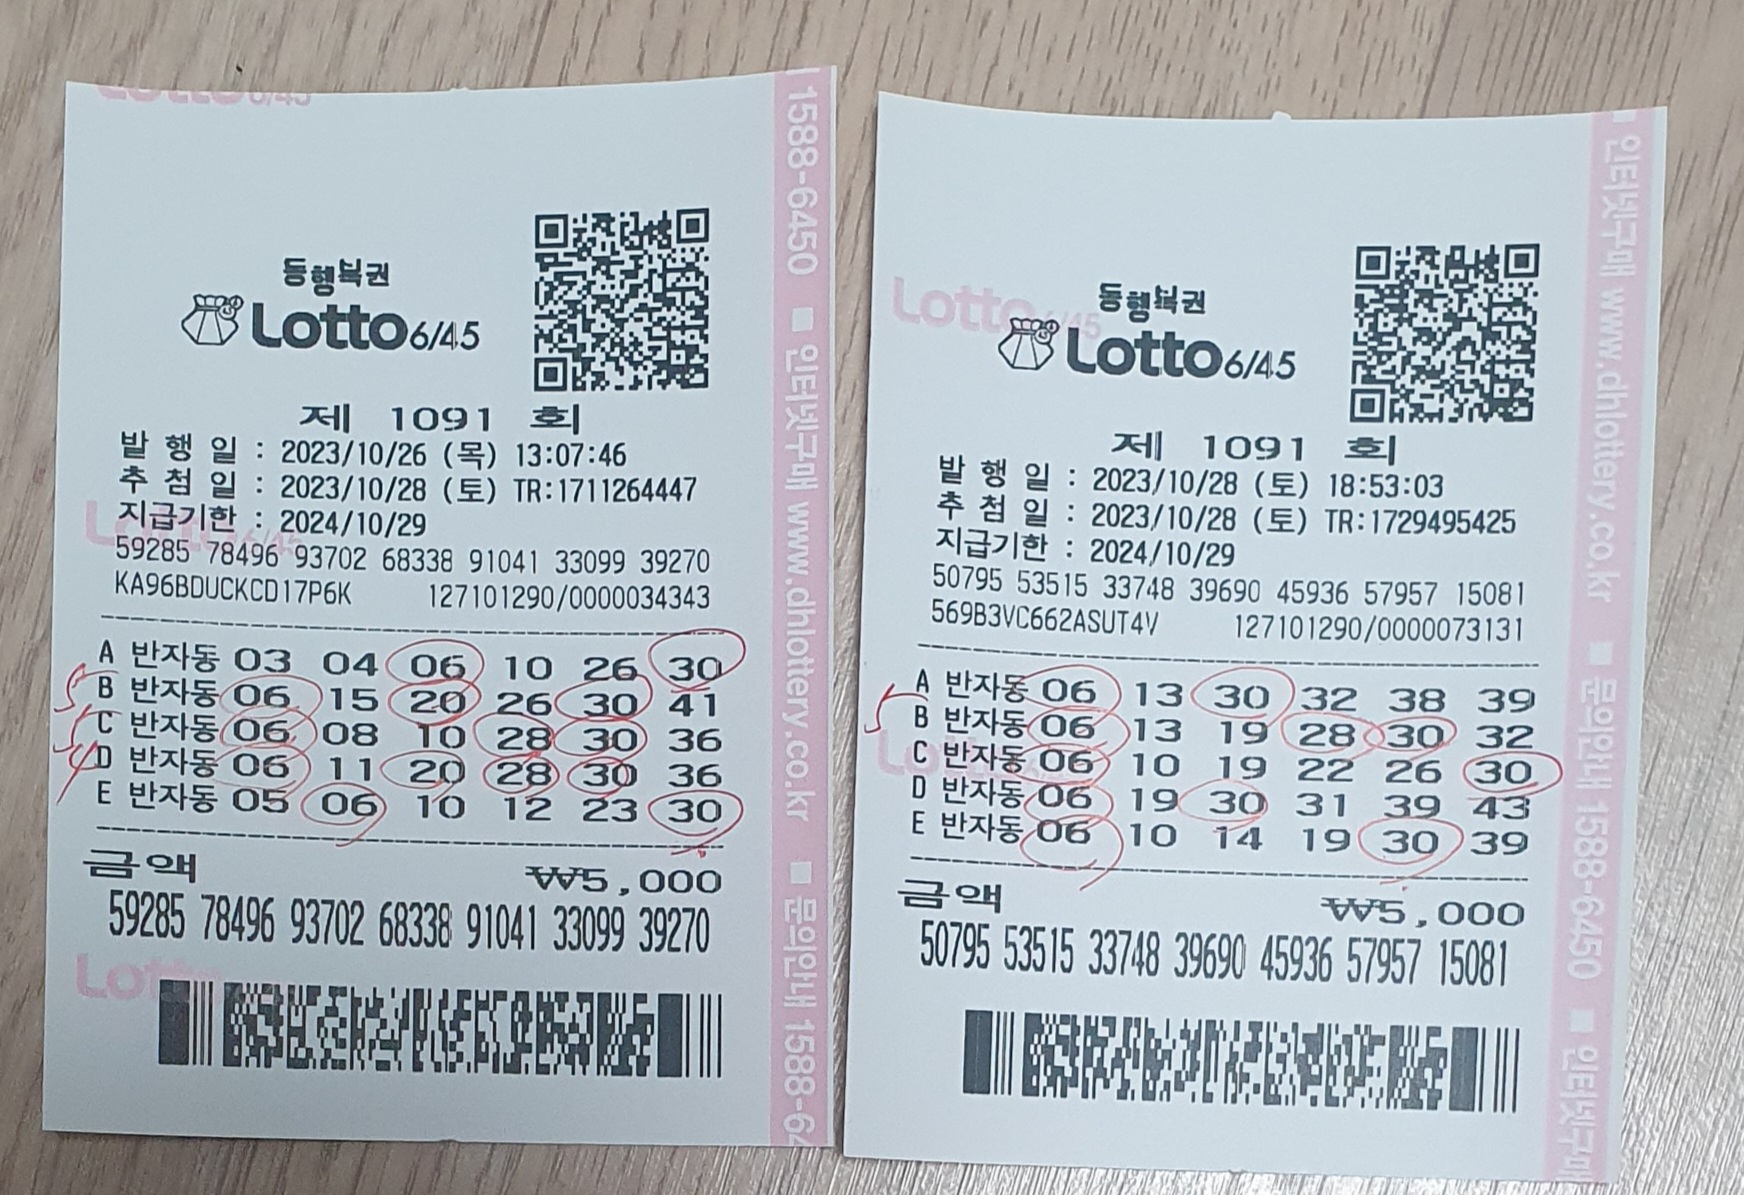 동행복권
Lotto 6/45
제 1091 회
발 행 일 : 2023/10/26 (목) 13:07:46
추 첨 일 : 2023/10/28 (토) TR:1711264447
지급기한 : 2024/10/29
59285 78496 93702 68338 91041 33099 39270
KA96BDUCKCD17P6K 127101290/0000034343
A 반자동 03 04 06 10 26 30
B 반자동 06 15 20 26 30 41
C 반자동 06 08 10 28 30 36
D 반자동 06 11 20 28 30 36
E 반자동 05 06 10 12 23 30
금액 ₩5,000
59285 78496 93702 68338 91041 33099 39270
1588-6450 ■ 인터넷구매 www.dhlottery.co.kr ■ 문의안내 1588-64
동행복권
Lotto 6/45
제 1091 회
발 행 일 : 2023/10/28 (토) 18:53:03
추 첨 일 : 2023/10/28 (토) TR:1729495425
지급기한 : 2024/10/29
50795 53515 33748 39690 45936 57957 15081
569B3VC662ASUT4V 127101290/0000073131
A 반자동 06 13 30 32 38 39
B 반자동 06 13 19 28 30 32
C 반자동 06 10 19 22 26 30
D 반자동 06 19 30 31 39 43
E 반자동 06 10 14 19 30 39
금액 ₩5,000
50795 53515 33748 39690 45936 57957 15081
■ 인터넷구매 www.dhlottery.co.kr ■ 문의안내 1588-6450 ■ 인터넷구매